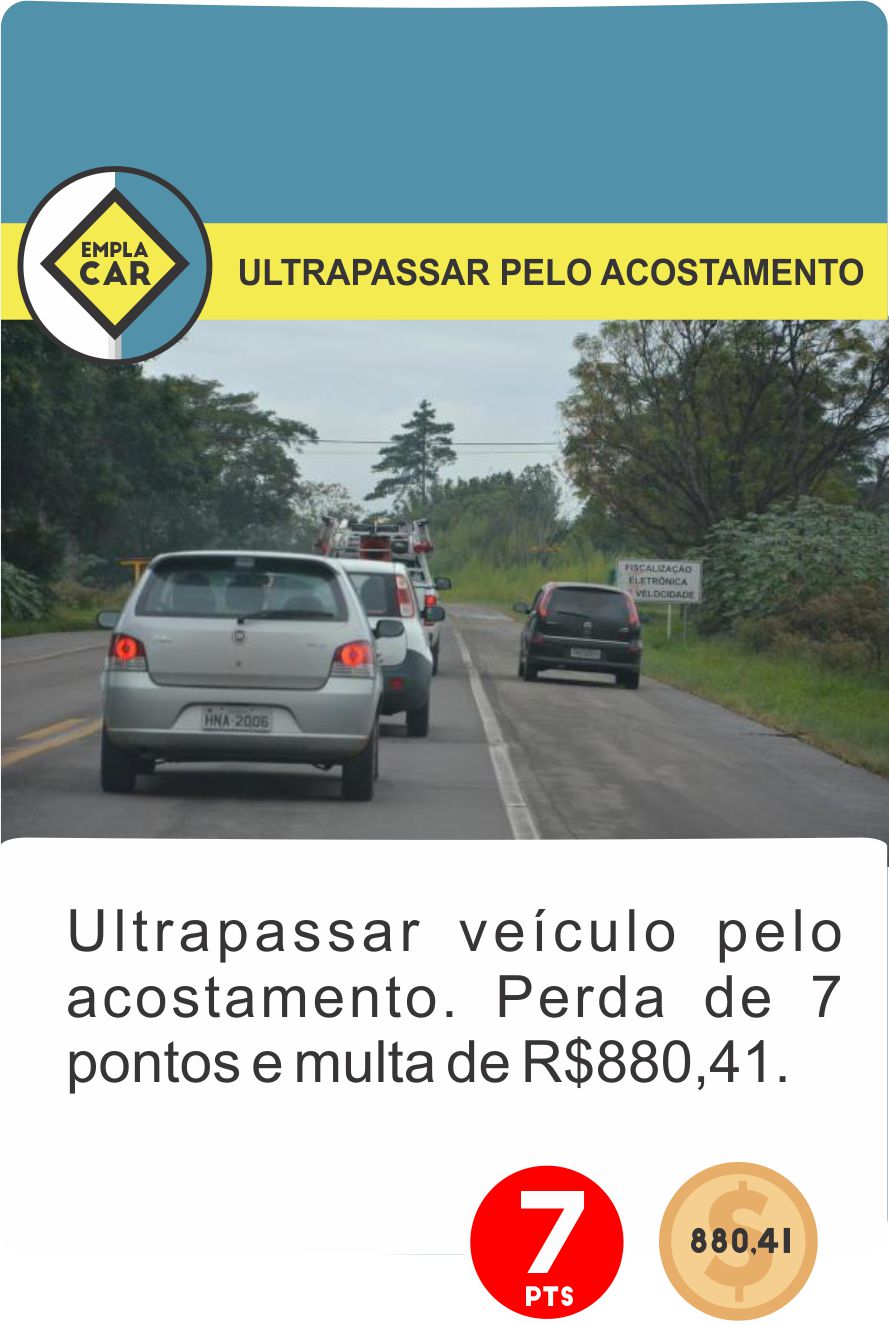 EMPLA
CAR
ULTRAPASSAR PELO ACOSTAMENTO
FISCALIZAÇÃO
ELETRÔNICA
VELOCIDADE
HNA 2006
Ultrapassar veículo pelo
acostamento. Perda de 7
pontos e multa de R$880,41.
7
PTS
880,41